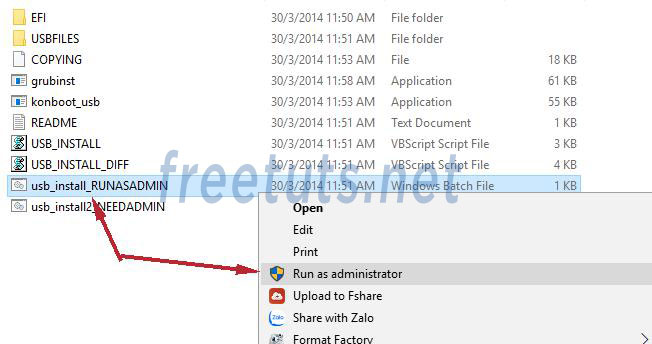 EFI 30/3/2014 11:50 AM File folder
USBFILES 30/3/2014 11:51 AM File folder
COPYING 30/3/2014 11:53 AM File 18 KB
grubinst 30/3/2014 11:58 AM Application 61 KB
konboot_usb 30/3/2014 11:53 AM Application 55 KB
README 30/3/2014 11:51 AM Text Document 1 KB
USB_INSTALL 30/3/2014 11:51 AM VBScript Script File 3 KB
USB_INSTALL_DIFF 30/3/2014 11:51 AM VBScript Script File 4 KB
freetuts.net
usb_install_RUNASADMIN 30/3/2014 11:51 AM Windows Batch File 1 KB
usb_install2_NEEDADMIN
Open
Edit
Print
Run as administrator
Upload to Fshare
Zalo Share with Zalo
Format Factory